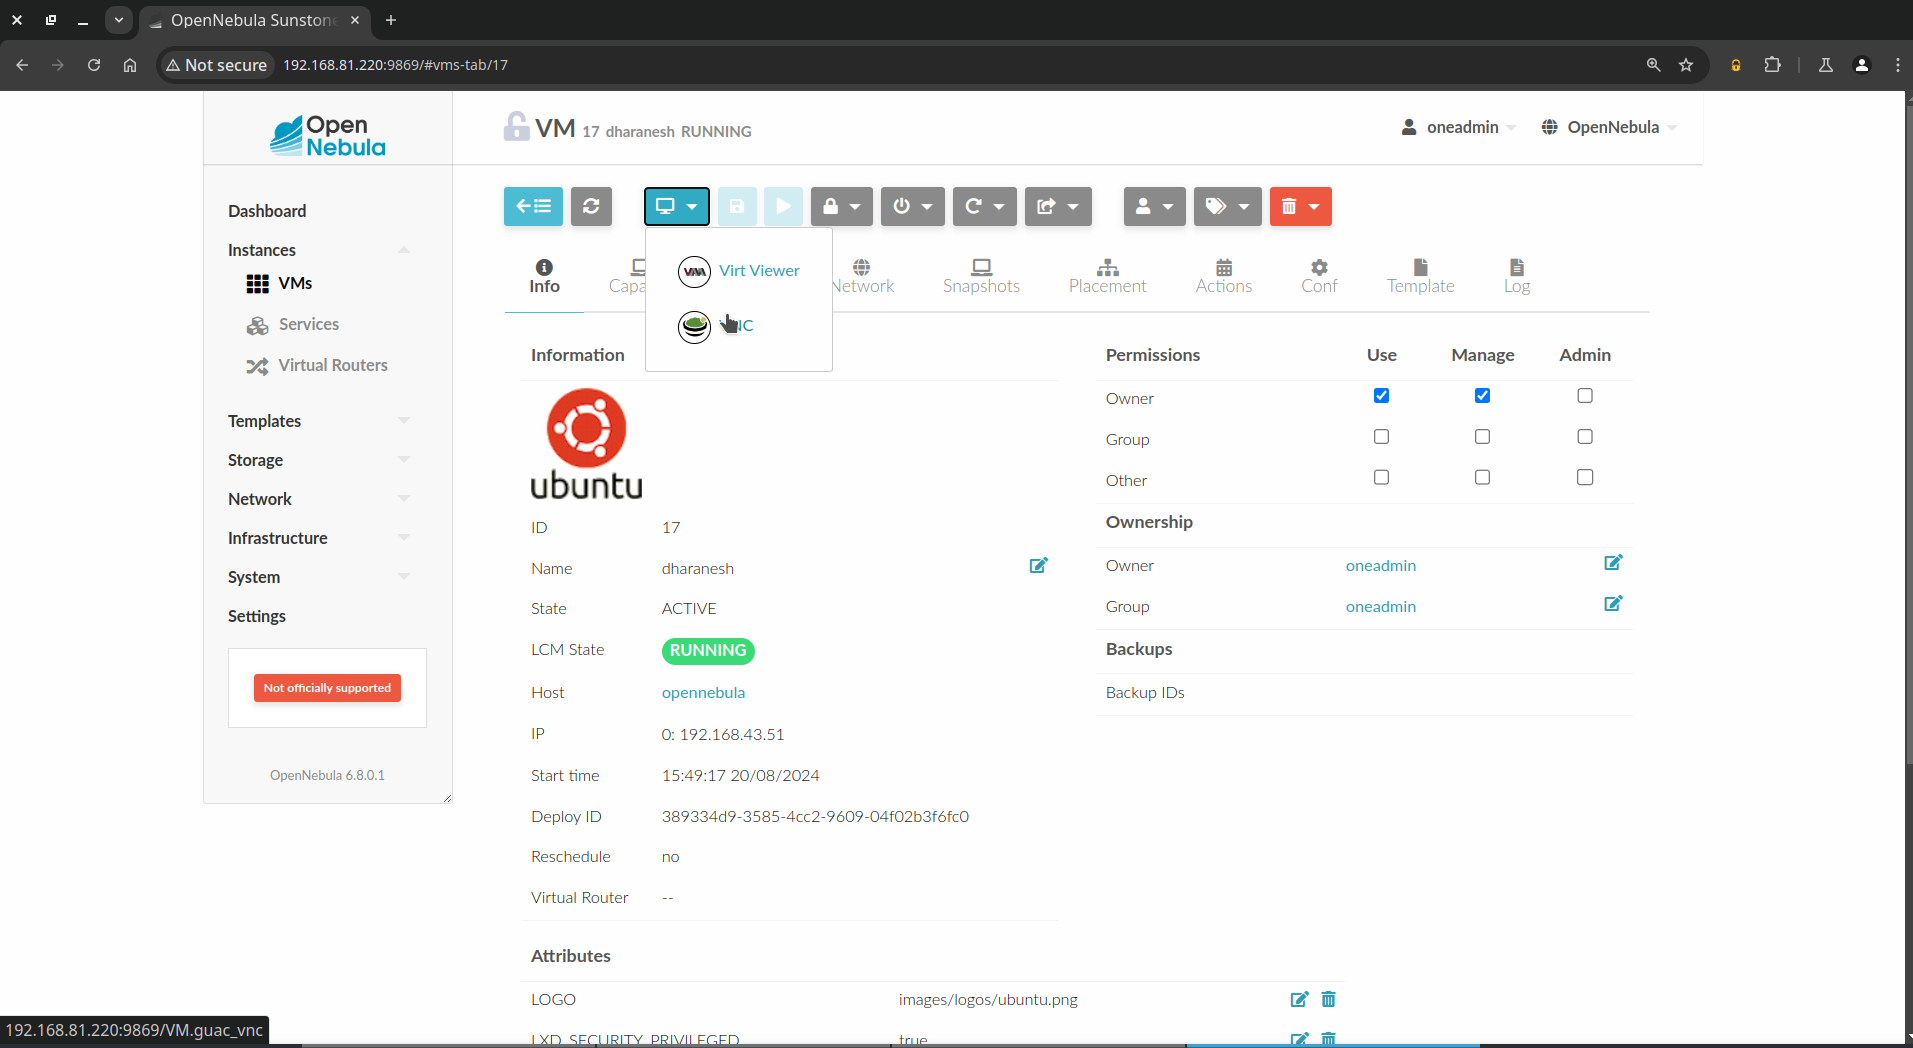 OpenNebula Sunstone
Not secure 192.168.81.220:9869/#vms-tab/17
Open
Nebula
VM 17 dharanesh RUNNING
oneadmin
OpenNebula
Dashboard
Instances
VMs
Services
Virtual Routers
Templates
Storage
Network
Infrastructure
System
Settings
Not officially supported
OpenNebula 6.8.0.1
Virt Viewer
Info
Capa
Network
Snapshots
Placement
Actions
Conf
Template
Log
Information
ubuntu
ID 17
Name dharanesh
State ACTIVE
LCM State RUNNING
Host opennebula
IP 0: 192.168.43.51
Start time 15:49:17 20/08/2024
Deploy ID 389334d9-3585-4cc2-9609-04f02b3f6fc0
Reschedule no
Virtual Router --
Permissions Use Manage Admin
Owner
Group
Other
Ownership
Owner oneadmin
Group oneadmin
Backups
Backup IDs
Attributes
LOGO images/logos/ubuntu.png
LXD_SECURITY_PRIVILEGED true
192.168.81.220:9869/VM.guac_vnc